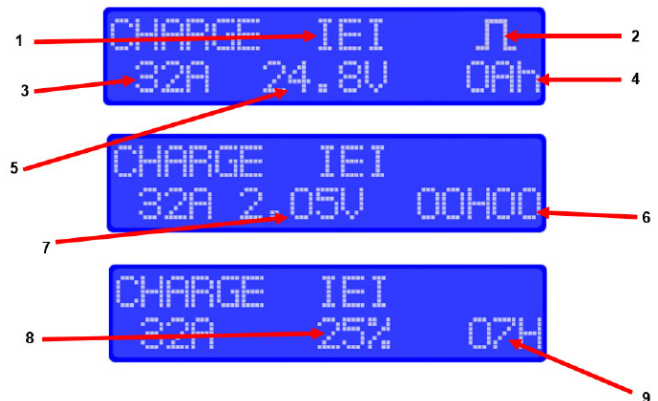 1
CHARGE IEI
2
3
32A 24.8V 0Ah
4
5
CHARGE IEI
32A 2.05V 00H00
6
7
CHARGE IEI
8
32A 25% 07H
9